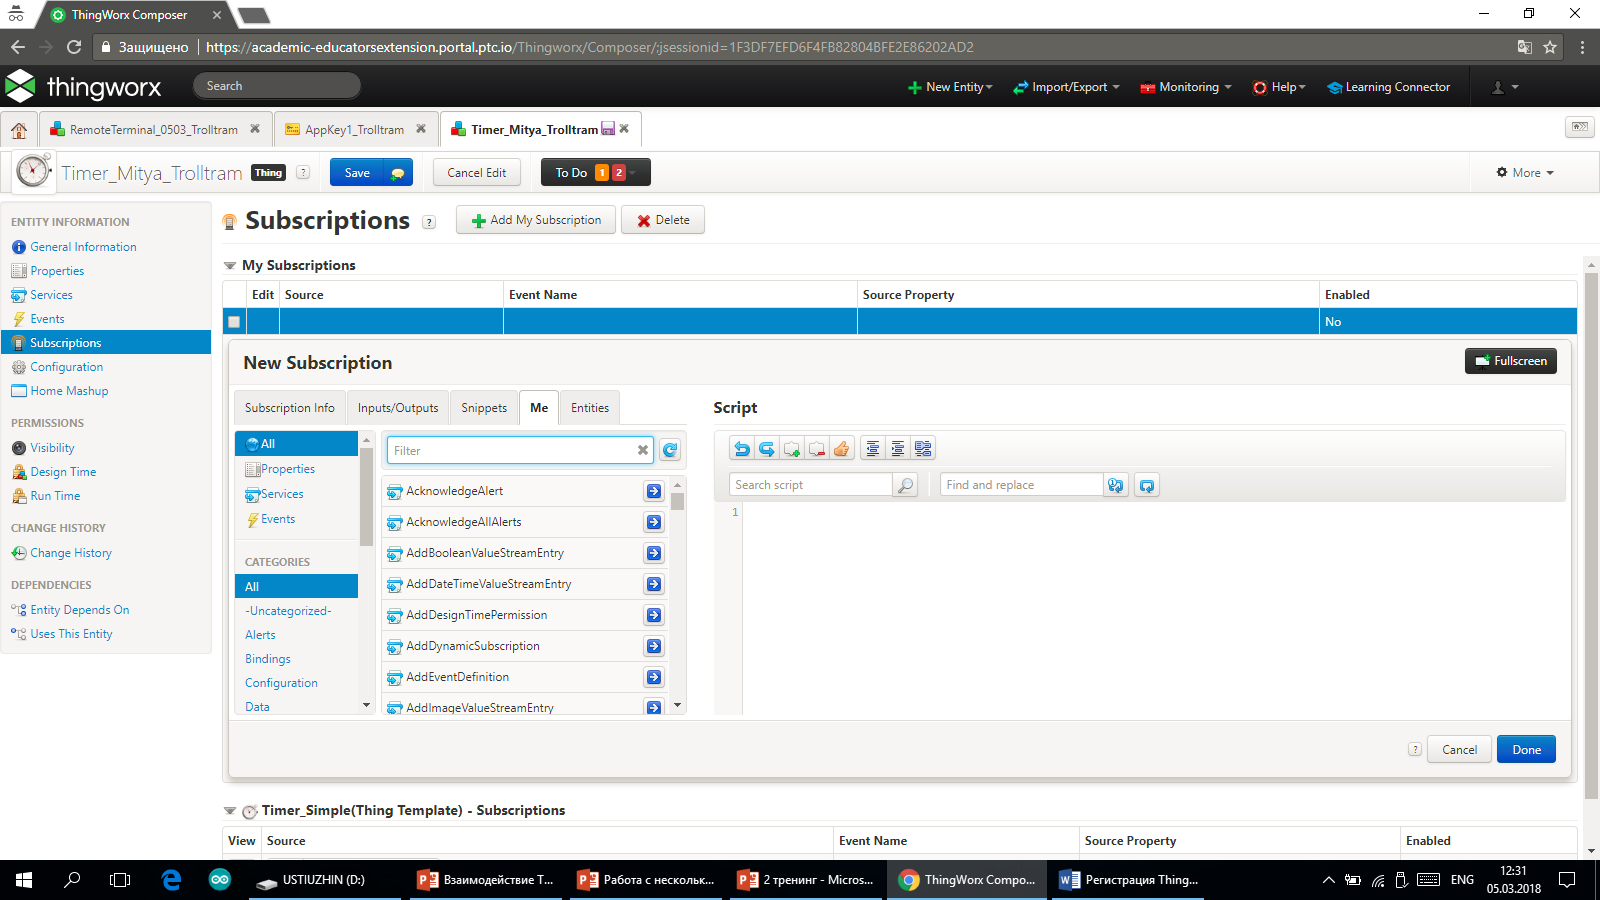 ThingWorx Composer
Защищено
https://academic-educatorsextension.portal.ptc.io/Thingworx/Composer/;jsessionid=1F3DF7EFD6F4FB82804BFE2E86202AD2
thingworx
Search
New Entity
Import/Export
Monitoring
Help
Learning Connector
RemoteTerminal_0503_Trolltram
AppKey1_Trolltram
Timer_Mitya_Trolltram
Timer_Mitya_Trolltram
Thing
?
Save
Cancel Edit
To Do 1 2
More
ENTITY INFORMATION
General Information
Properties
Services
Events
Subscriptions
Configuration
Home Mashup
PERMISSIONS
Visibility
Design Time
Run Time
CHANGE HISTORY
Change History
DEPENDENCIES
Entity Depends On
Uses This Entity
Subscriptions
?
Add My Subscription
Delete
My Subscriptions
Edit Source Event Name Source Property Enabled
No
New Subscription
Fullscreen
Subscription Info
Inputs/Outputs
Snippets
Me
Entities
All
Properties
Services
Events
CATEGORIES
All
-Uncategorized-
Alerts
Bindings
Configuration
Data
Filter
AcknowledgeAlert
AcknowledgeAllAlerts
AddBooleanValueStreamEntry
AddDateTimeValueStreamEntry
AddDesignTimePermission
AddDynamicSubscription
AddEventDefinition
AddImageValueStreamEntry
Script
Search script
Find and replace
1
?
Cancel
Done
Timer_Simple(Thing Template) - Subscriptions
View Source Event Name Source Property Enabled
USTIUZHIN (D:)
Взаимодействие T...
Работа с нескольк...
2 тренинг - Micros...
ThingWorx Compo...
Регистрация Thing...
ENG
12:31
05.03.2018